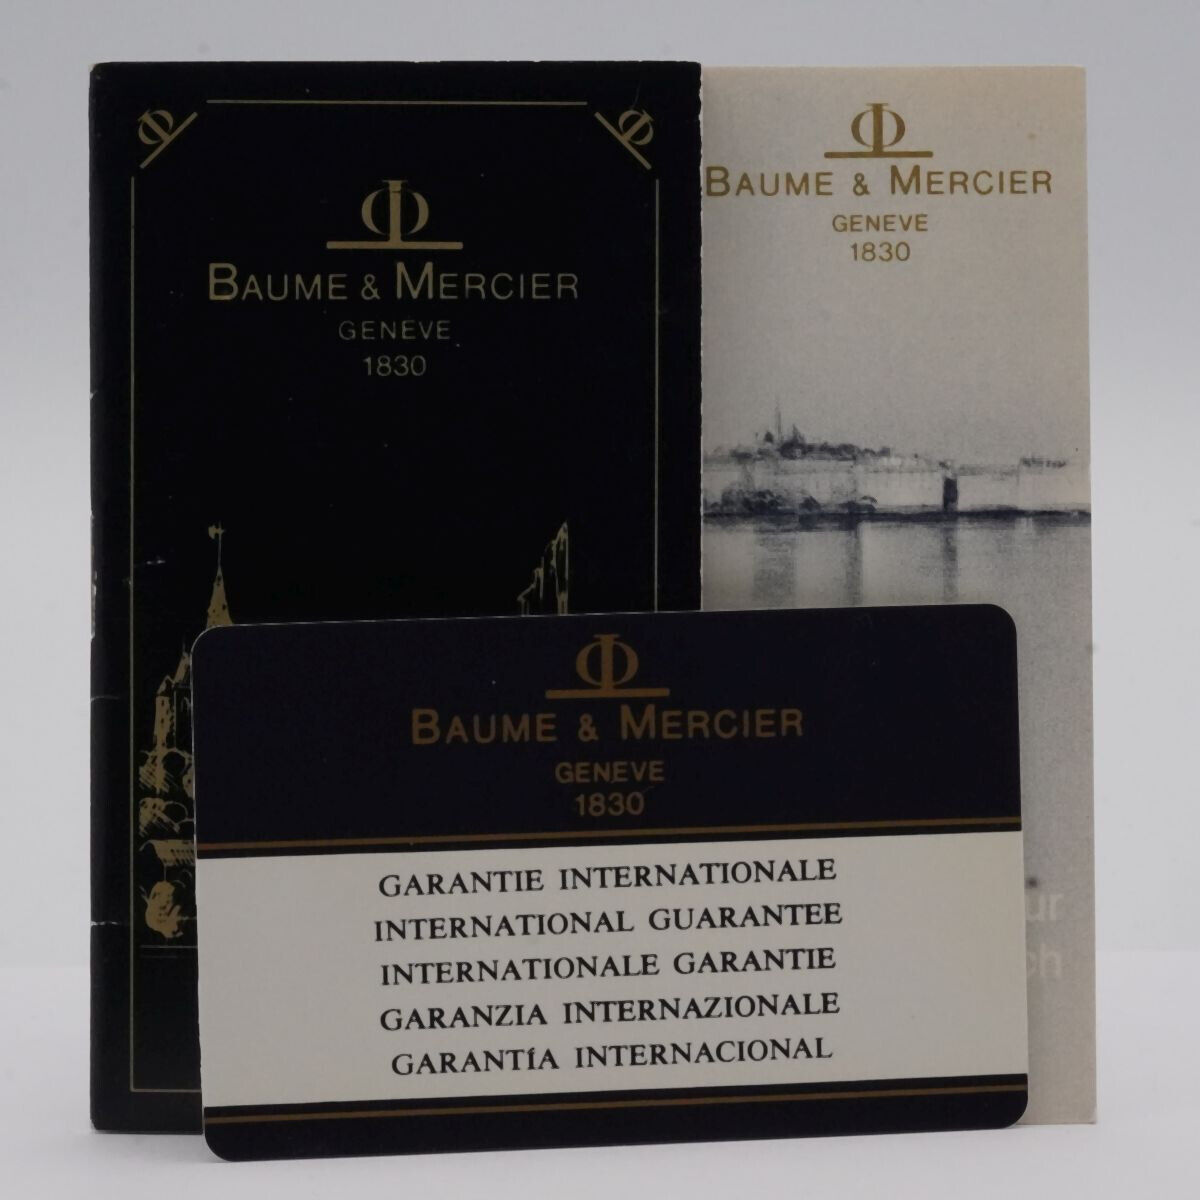 BAUME & MERCIER
GENEVE
1830
BAUME & MERCIER
GENEVE
1830
BAUME & MERCIER
GENEVE
1830
GARANTIE INTERNATIONALE
INTERNATIONAL GUARANTEE
INTERNATIONALE GARANTIE
GARANZIA INTERNAZIONALE
GARANTíA INTERNACIONAL